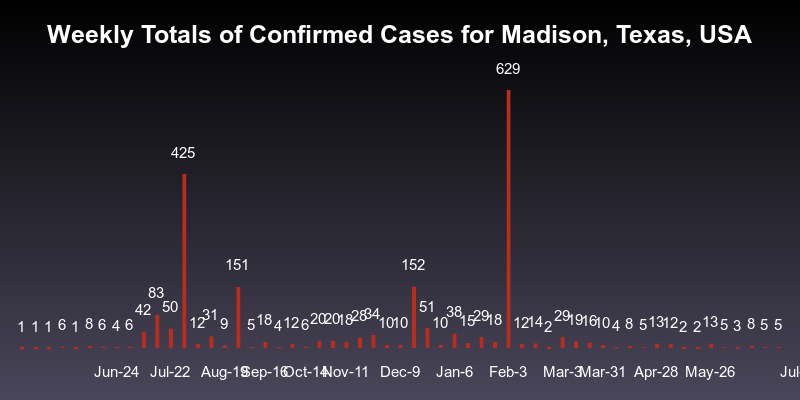 Weekly Totals of Confirmed Cases for Madison, Texas, USA
629
425
151 152
1 1 1 6 1 8 6 4 6 42 83 50 12 31 9 5 18 4 12 6 20 20 18 28 34 10 10 51 10 38 15 29 18 12 14 2 29 19 16 10 4 8 5 13 12 2 2 13 5 3 8 5 5
Jun-24 Jul-22 Aug-19 Sep-16 Oct-14 Nov-11 Dec-9 Jan-6 Feb-3 Mar-3 Mar-31 Apr-28 May-26